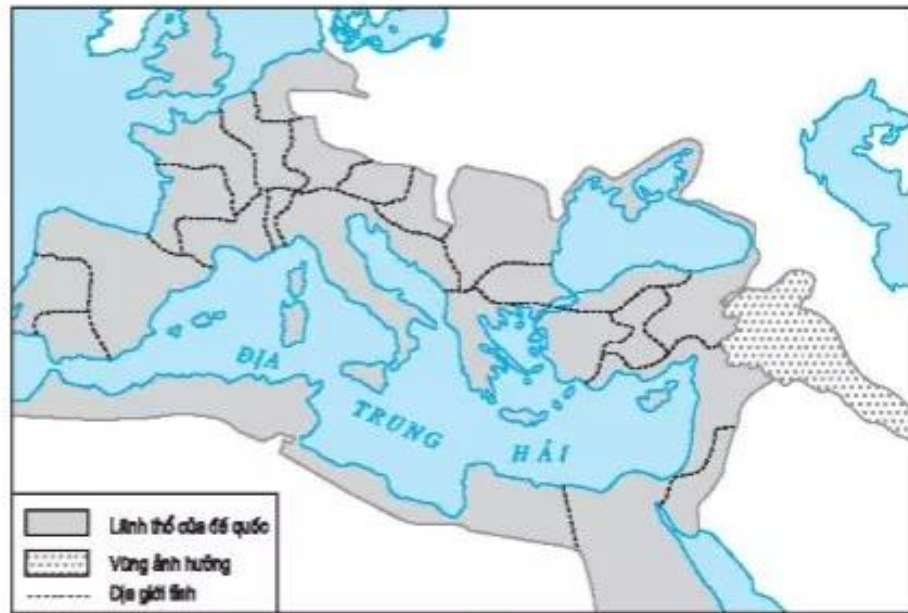 ĐỊA
TRUNG
HẢI
Lãnh thổ của đế quốc
Vùng ảnh hưởng
Địa giới tỉnh